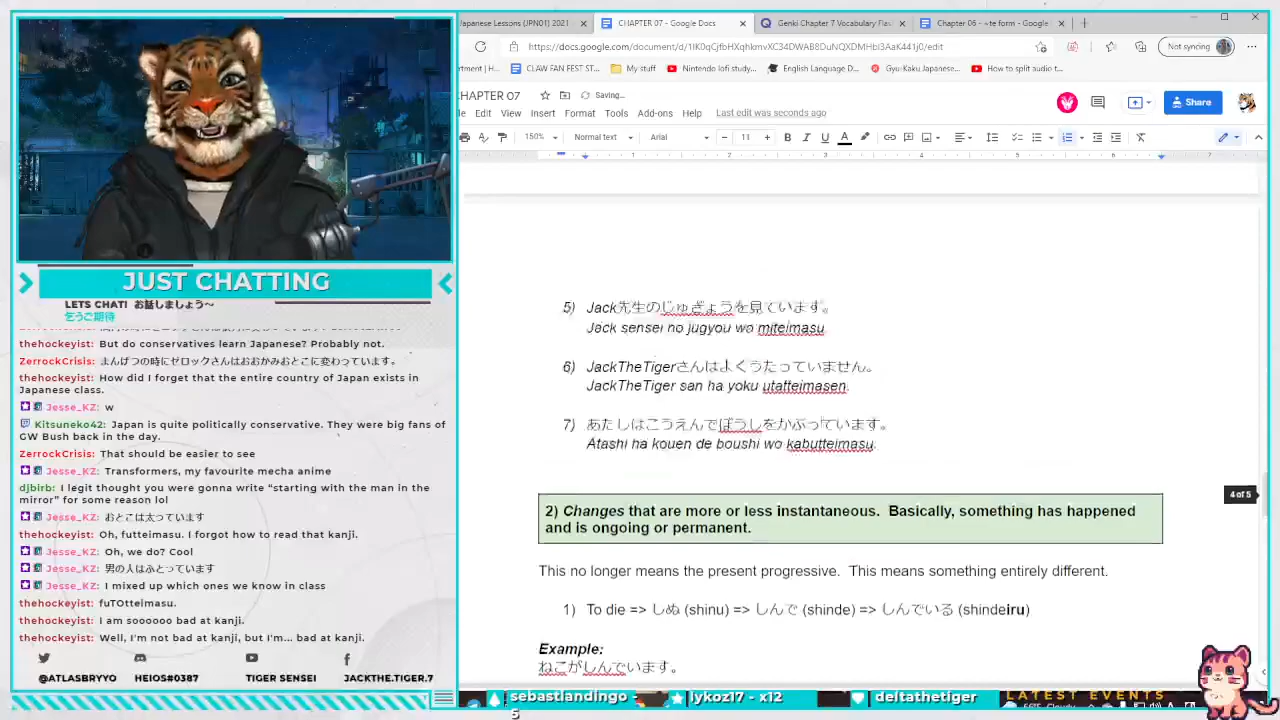 JUST CHATTING
LETS CHAT! お話しましょう〜
乞うご期待
thehockeyist: But do conservatives learn Japanese? Probably not.
ZerrockCrisis: まんげつの時にゼロックさんはおおかみおとこに変わっています。
thehockeyist: How did I forget that the entire country of Japan exists in
Japanese class.
Jesse_KZ: w
Kitsuneko42: Japan is quite politically conservative. They were big fans of
GW Bush back in the day.
ZerrockCrisis: That should be easier to see
Jesse_KZ: Transformers, my favourite mecha anime
djbirb: I legit thought you were gonna write “starting with the man in the
mirror” for some reason lol
Jesse_KZ: おとこは太っています
thehockeyist: Oh, futteimasu. I forgot how to read that kanji.
Jesse_KZ: Oh, we do? Cool
Jesse_KZ: 男の人はふとっています
Jesse_KZ: I mixed up which ones we know in class
thehockeyist: fuTOtteimasu.
thehockeyist: I am soooooo bad at kanji.
thehockeyist: Well, I'm not bad at kanji, but I'm... bad at kanji.
@ATLASBRYYO HEIOS#0387 TIGER SENSEI JACKTHE.TIGER.7
Japanese Lessons (JPN01) 2021
CHAPTER 07 - Google Docs
Genki Chapter 7 Vocabulary Fla
Chapter 06 - ~te form - Google
https://docs.google.com/document/d/
/edit
Not syncing
CLAW FAN FEST ST...
My stuff
Nintendo lofi study...
English Language D...
Gyu-Kaku Japanese...
How to split audio t...
CHAPTER 07
Saving...
Share
Edit View Insert Format Tools Add-ons Help Last edit was seconds ago
150% Normal text Arial 11
5) Jack先生のじゅぎょうを見ています。
Jack sensei no jugyou wo miteimasu
6) JackTheTigerさんはよくうたっていません。
JackTheTiger san ha yoku utatteimasen.
7) あたしはこうえんでぼうしをかぶっています。
Atashi ha kouen de boushi wo kabutteimasu.
4 of 5
2) Changes that are more or less instantaneous. Basically, something has happened
and is ongoing or permanent.
This no longer means the present progressive. This means something entirely different.
1) To die => しぬ (shinu) => しんで (shinde) => しんでいる (shindeiru)
Example:
ねこがしんでいます。
sebastiandingo -
5
jykoz17 - x12
deltathetiger
LATEST EVENTS